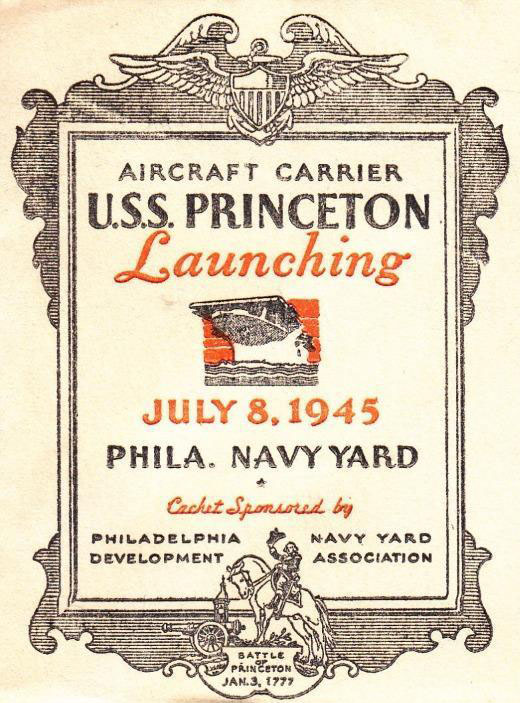 AIRCRAFT CARRIER
U.S.S. PRINCETON
Launching
JULY 8, 1945
PHILA. NAVY YARD
Cachet Sponsored by
PHILADELPHIA NAVY YARD
DEVELOPMENT ASSOCIATION
BATTLE
OF
PRINCETON
JAN. 3, 1777